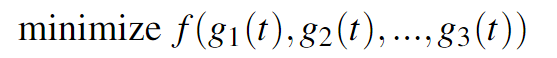 minimize f(g₁(t), g₂(t), ..., g₃(t))